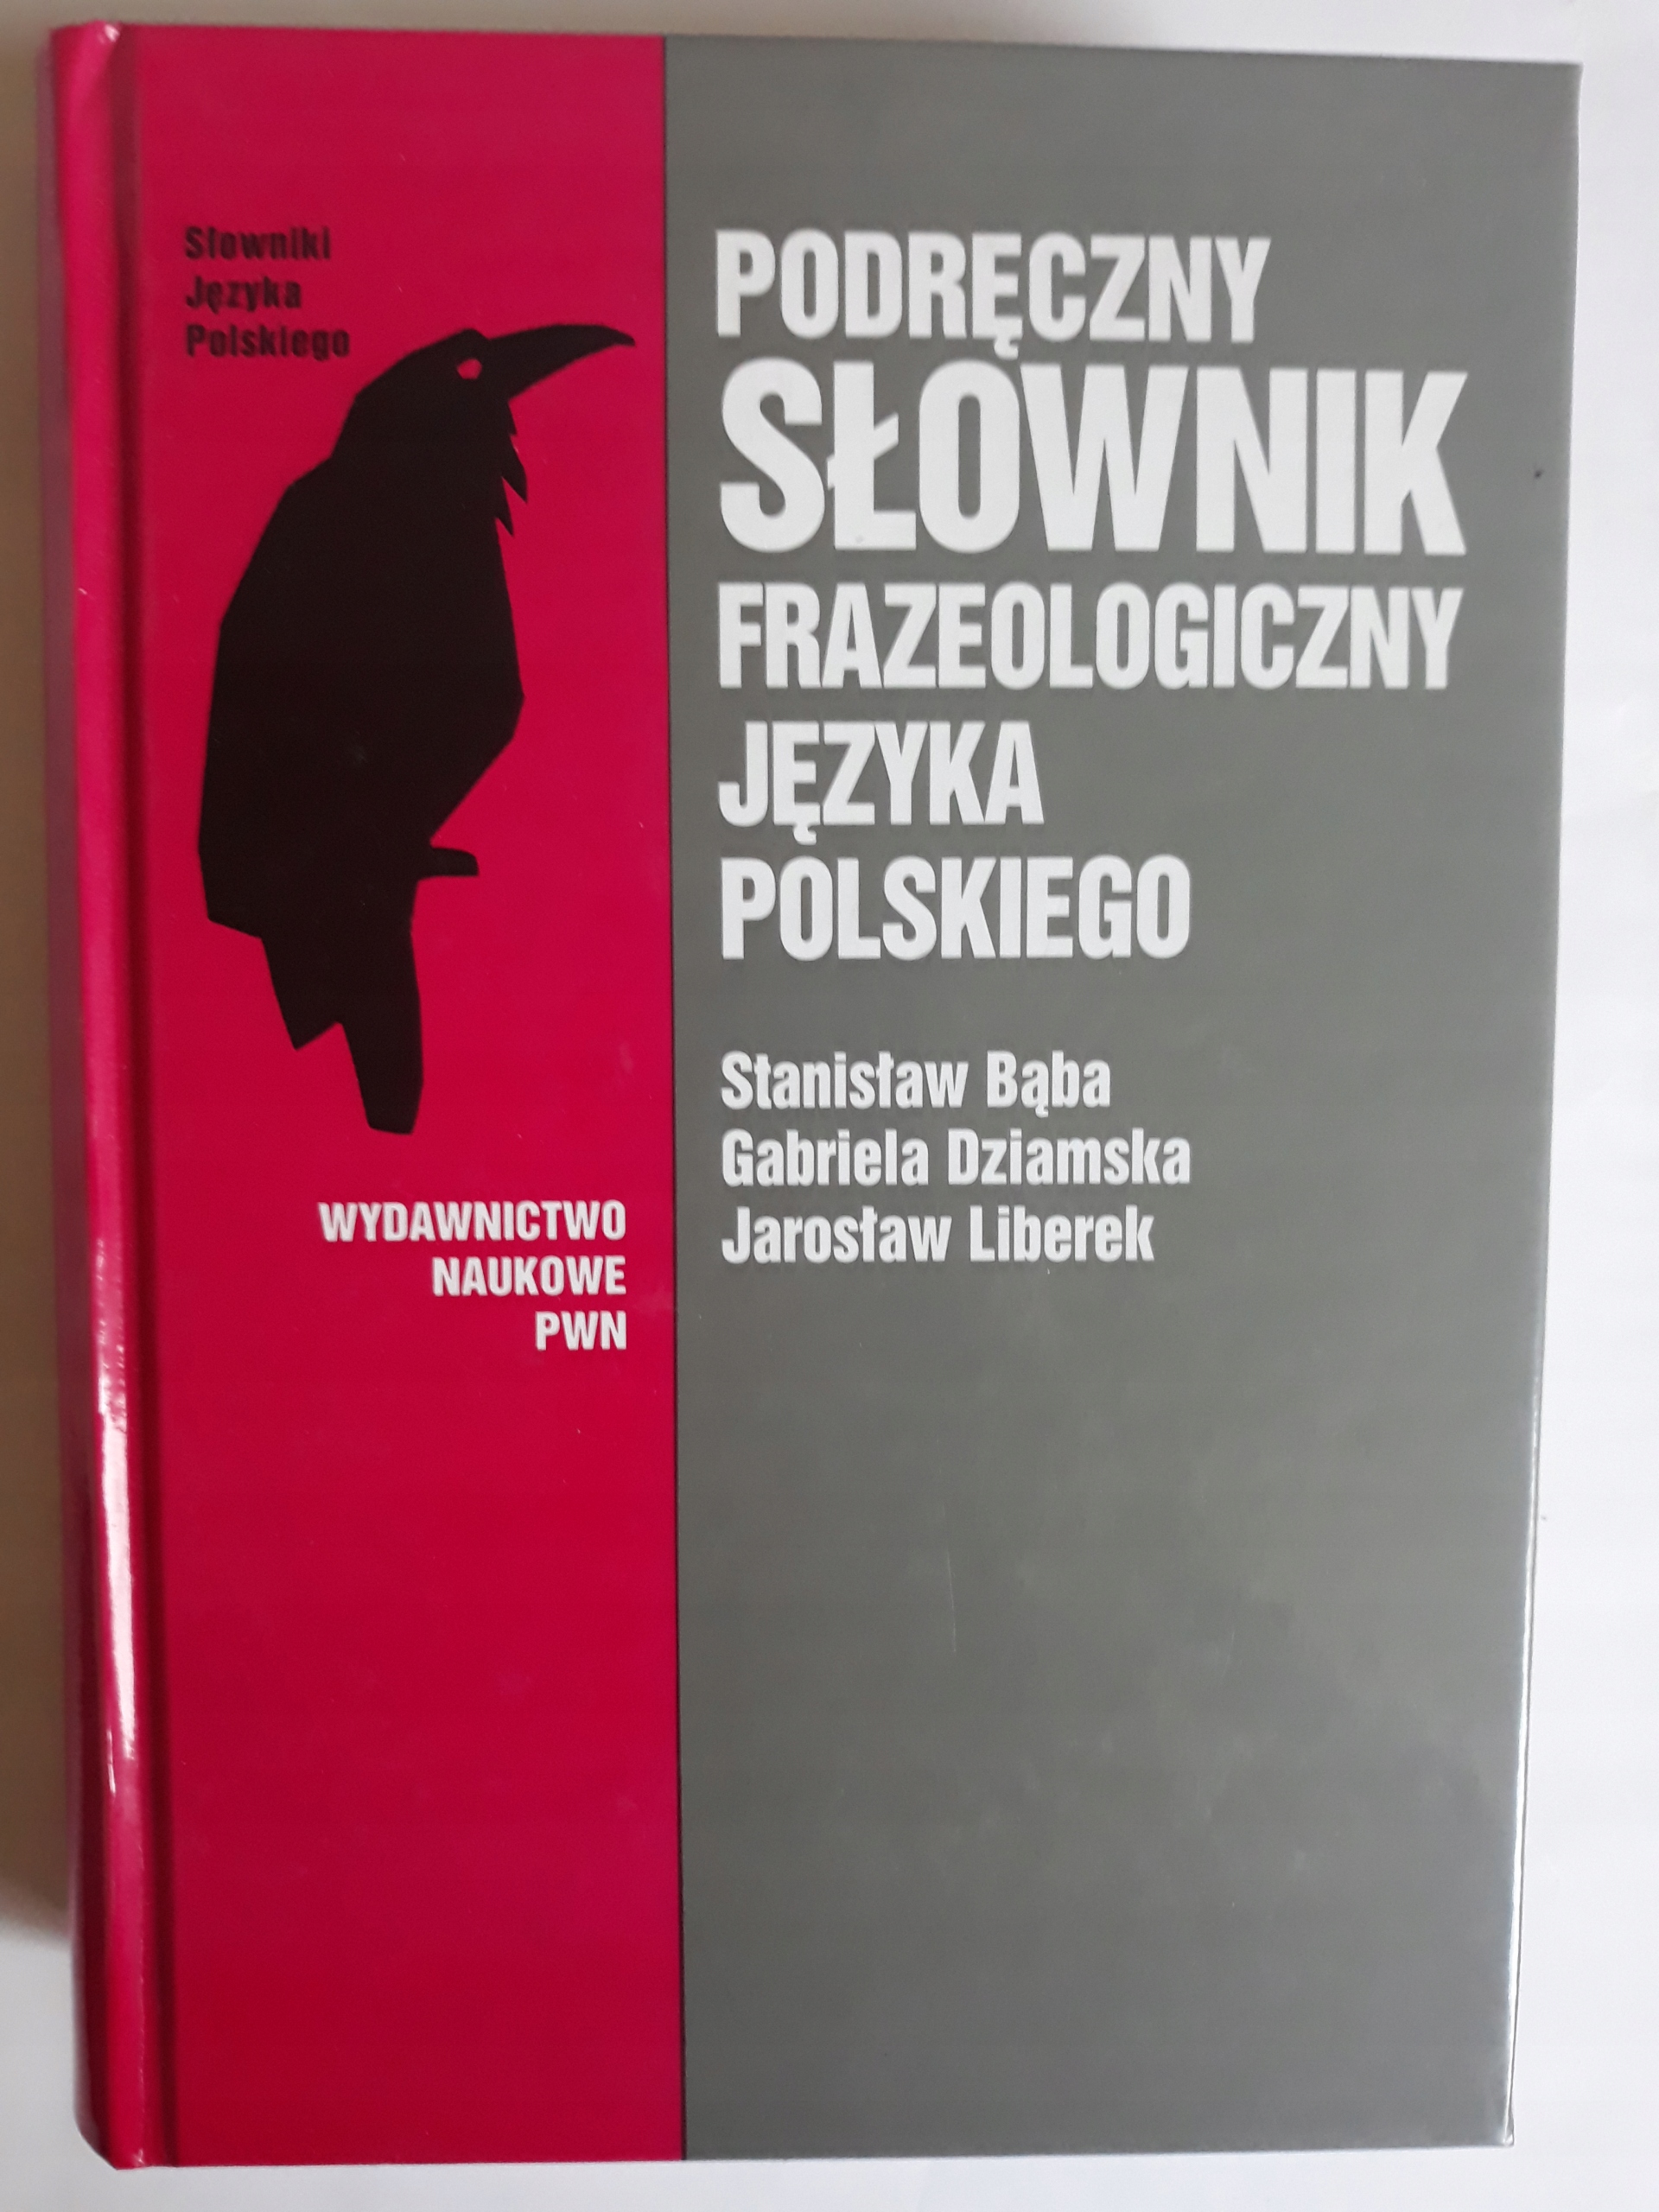 Słowniki
Języka
Polskiego
PODRĘCZNY
SŁOWNIK
FRAZEOLOGICZNY
JĘZYKA
POLSKIEGO
Stanisław Bąba
Gabriela Dziamska
Jarosław Liberek
WYDAWNICTWO
NAUKOWE
PWN